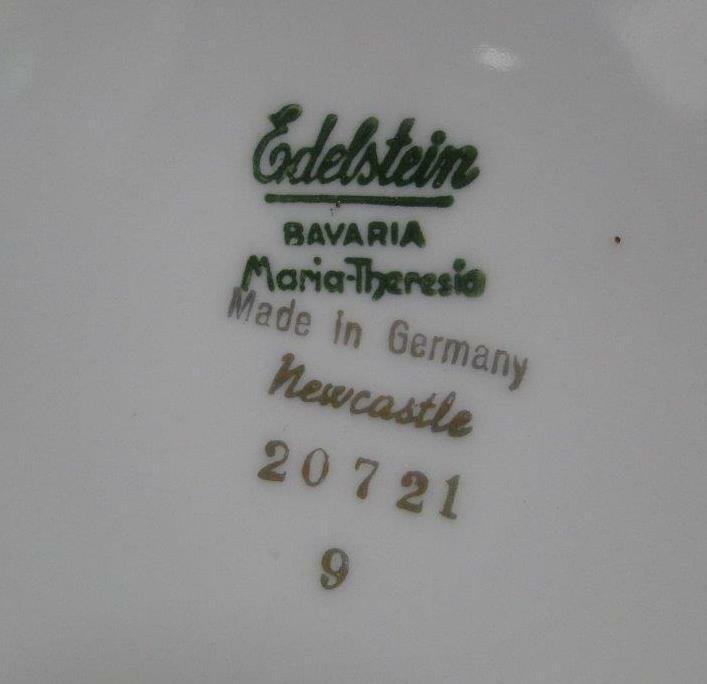 Edelstein
BAVARIA
Maria-Theresia
Made in Germany
Newcastle
20721
9